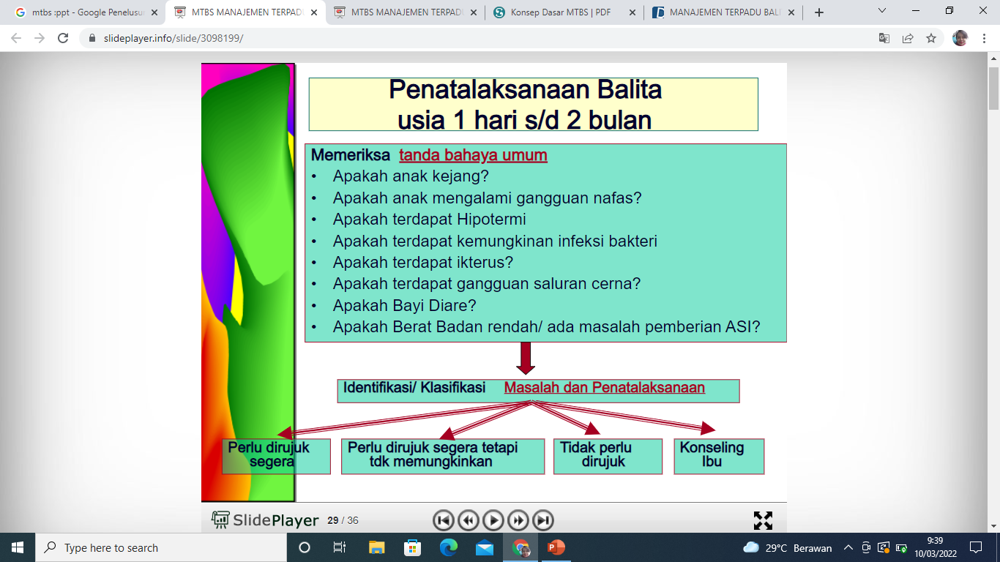 mtbs :ppt - Google Penelusu
MTBS MANAJEMEN TERPADU
MTBS MANAJEMEN TERPADU
Konsep Dasar MTBS | PDF
MANAJEMEN TERPADU BALI
slideplayer.info/slide/3098199/
Penatalaksanaan Balita
usia 1 hari s/d 2 bulan
Memeriksa tanda bahaya umum
• Apakah anak kejang?
• Apakah anak mengalami gangguan nafas?
• Apakah terdapat Hipotermi
• Apakah terdapat kemungkinan infeksi bakteri
• Apakah terdapat ikterus?
• Apakah terdapat gangguan saluran cerna?
• Apakah Bayi Diare?
• Apakah Berat Badan rendah/ ada masalah pemberian ASI?
Identifikasi/ Klasifikasi Masalah dan Penatalaksanaan
Perlu dirujuk
segera
Perlu dirujuk segera tetapi
tdk memungkinkan
Tidak perlu
dirujuk
Konseling
Ibu
SlidePlayer 29 / 36
Type here to search
29°C Berawan
9:39
10/03/2022